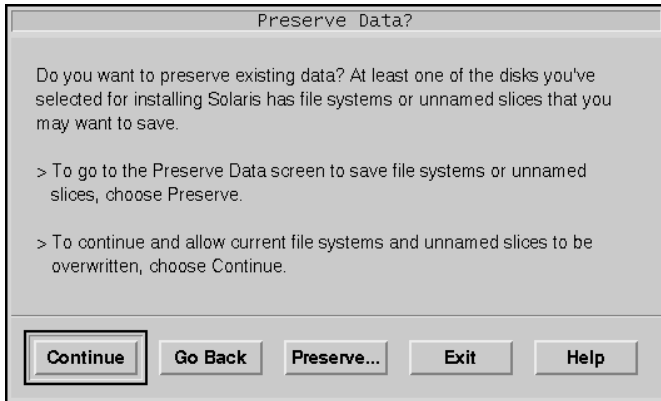 Preserve Data?
Do you want to preserve existing data? At least one of the disks you've
selected for installing Solaris has file systems or unnamed slices that you
may want to save.
> To go to the Preserve Data screen to save file systems or unnamed
slices, choose Preserve.
> To continue and allow current file systems and unnamed slices to be
overwritten, choose Continue.
Continue Go Back Preserve... Exit Help